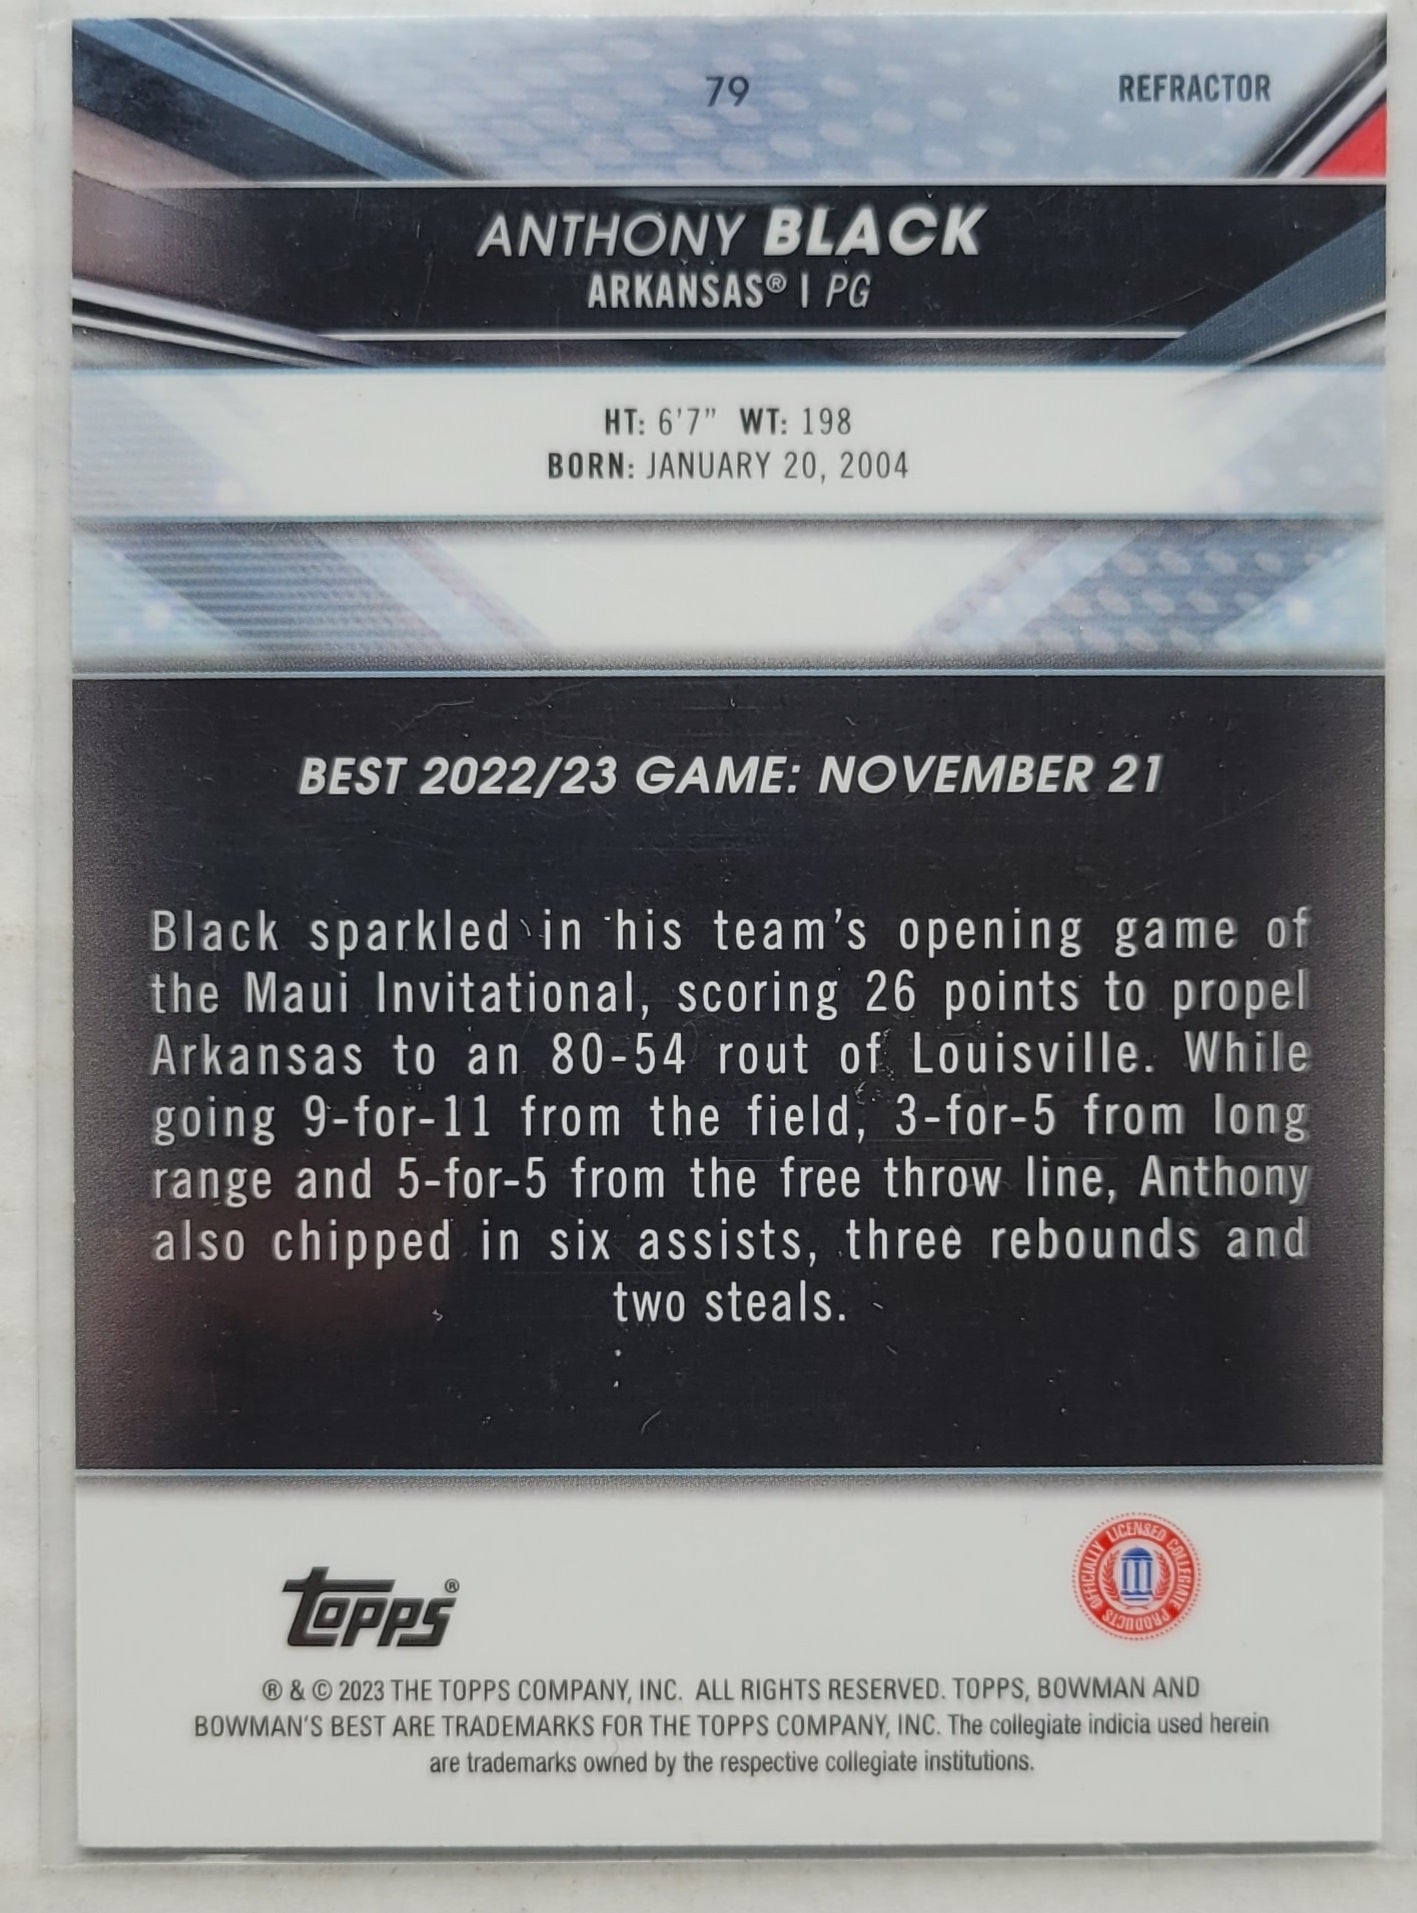 79
REFRACTOR
ANTHONY BLACK
ARKANSAS® | PG
HT: 6'7" WT: 198
BORN: JANUARY 20, 2004
BEST 2022/23 GAME: NOVEMBER 21
Black sparkled in his team's opening game of
the Maui Invitational, scoring 26 points to propel
Arkansas to an 80-54 rout of Louisville. While
going 9-for-11 from the field, 3-for-5 from long
range and 5-for-5 from the free throw line, Anthony
also chipped in six assists, three rebounds and
two steals.
OFFICIALLY LICENSED COLLEGIATE PRODUCTS
Topps®
® & © 2023 THE TOPPS COMPANY, INC. ALL RIGHTS RESERVED. TOPPS, BOWMAN AND
BOWMAN'S BEST ARE TRADEMARKS FOR THE TOPPS COMPANY, INC. The collegiate indicia used herein
are trademarks owned by the respective collegiate institutions.